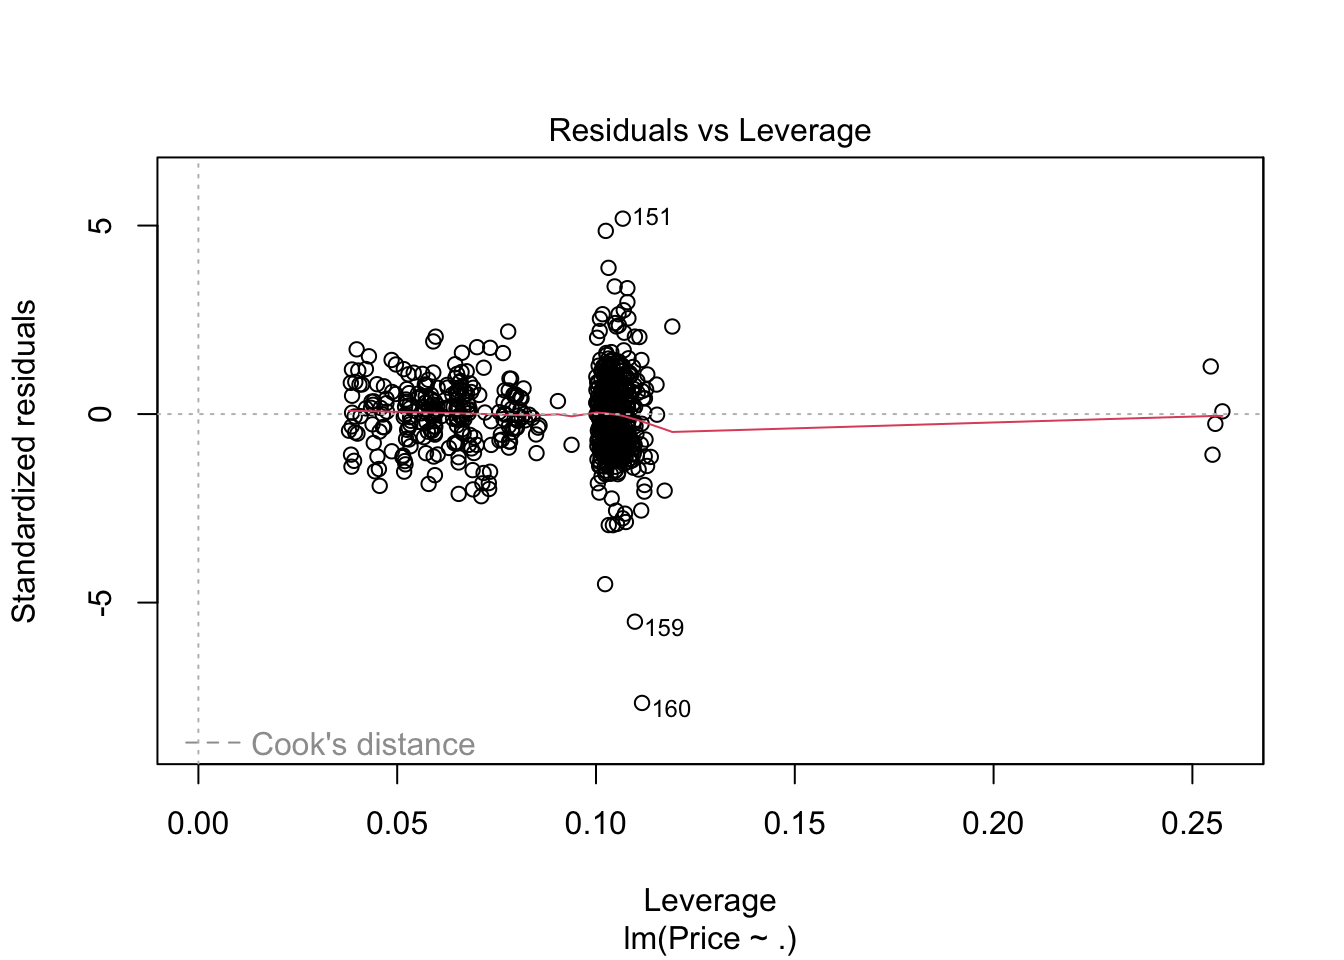 Residuals vs Leverage
Standardized residuals
5
0
-5
151
159
160
Cook's distance
0.00 0.05 0.10 0.15 0.20 0.25
Leverage
lm(Price ~ .)